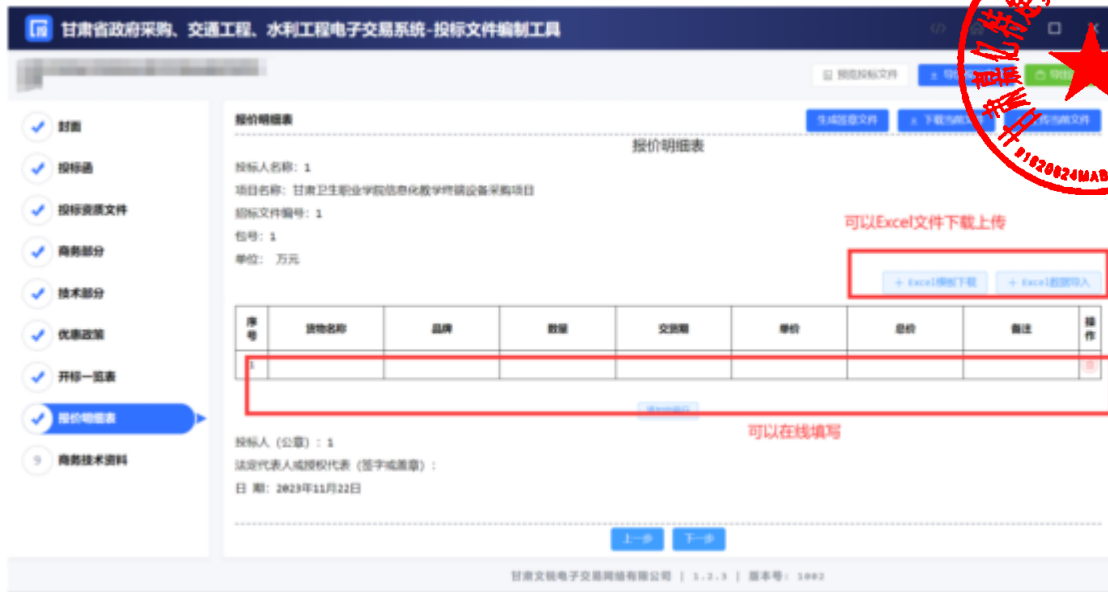 甘肃省政府采购、交通工程、水利工程电子交易系统-投标文件编制工具
预览投标文件
封面
投标函
投标资质文件
商务部分
技术部分
优惠政策
开标一览表
报价明细表
9 商务技术资料
报价明细表
生成签章文件
报价明细表
投标人名称: 1
项目名称: 甘肃卫生职业学院信息化教学终端设备采购项目
招标文件编号: 1
包号: 1
单位: 万元
可以Excel文件下载上传
+ Excel模板下载 + Excel数据导入
序号 货物名称 品牌 数量 交货期 单价 总价 备注 操作
1
可以在线填写
投标人（公章）: 1
法定代表人或授权代表（签字或盖章）:
日 期: 2023年11月22日
上一步 下一步
甘肃文锐电子交易网络有限公司 | 1.2.3 | 版本号: 1002